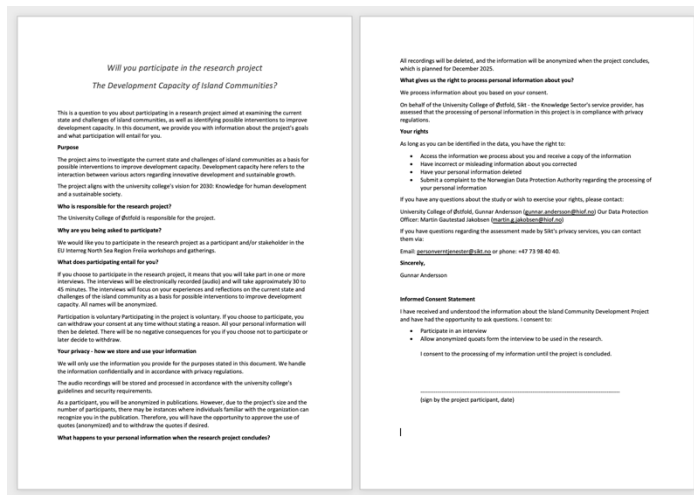 Will you participate in the research project
The Development Capacity of Island Communities?
This is a question to you about participating in a research project aimed at examining the current
state and challenges of island communities, as well as identifying possible interventions to improve
development capacity. In this document, we provide you with information about the project's goals
and what participation will entail for you.
Purpose
The project aims to investigate the current state and challenges of island communities as a basis for
possible interventions to improve development capacity. Development capacity here refers to the
interaction between various actors regarding innovative development and sustainable growth.
The project aligns with the university college's vision for 2030: Knowledge for human development
and a sustainable society.
Who is responsible for the research project?
The University College of Østfold is responsible for the project.
Why are you being asked to participate?
We would like you to participate in the research project as a participant and/or stakeholder in the
EU Interreg North Sea Region Freiia workshops and gatherings.
What does participating entail for you?
If you choose to participate in the research project, it means that you will take part in one or more
interviews. The interviews will be electronically recorded (audio) and will take approximately 30 to
45 minutes. The interviews will focus on your experiences and reflections on the current state and
challenges of the island community as a basis for possible interventions to improve development
capacity. All names will be anonymized.
Participation is voluntary Participating in the project is voluntary. If you choose to participate, you
can withdraw your consent at any time without stating a reason. All your personal information will
then be deleted. There will be no negative consequences for you if you choose not to participate or
later decide to withdraw.
Your privacy - how we store and use your information
We will only use the information you provide for the purposes stated in this document. We handle
the information confidentially and in accordance with privacy regulations.
The audio recordings will be stored and processed in accordance with the university college's
guidelines and security requirements.
As a participant, you will be anonymized in publications. However, due to the project's size and the
number of participants, there may be instances where individuals familiar with the organization can
recognize you in the publication. Therefore, you will have the opportunity to approve the use of
quotes (anonymized) and to withdraw the quotes if desired.
What happens to your personal information when the research project concludes?
All recordings will be deleted, and the information will be anonymized when the project concludes,
which is planned for December 2025.
What gives us the right to process personal information about you?
We process information about you based on your consent.
On behalf of the University College of Østfold, Sikt - the Knowledge Sector's service provider, has
assessed that the processing of personal information in this project is in compliance with privacy
regulations.
Your rights
As long as you can be identified in the data, you have the right to:
• Access the information we process about you and receive a copy of the information
• Have incorrect or misleading information about you corrected
• Have your personal information deleted
• Submit a complaint to the Norwegian Data Protection Authority regarding the processing of
your personal information
If you have any questions about the study or wish to exercise your rights, please contact:
University College of Østfold, Gunnar Andersson (gunnar.andersson@hiof.no) Our Data Protection
Officer: Martin Gautestad Jakobsen (martin.g.jakobsen@hiof.no)
If you have questions regarding the assessment made by Sikt's privacy services, you can contact
them via:
Email: personverntjenester@sikt.no or phone: +47 73 98 40 40.
Sincerely,
Gunnar Andersson
Informed Consent Statement
I have received and understood the information about the Island Community Development Project
and have had the opportunity to ask questions. I consent to:
• Participate in an interview
• Allow anonymized quoats form the interview to be used in the research.
I consent to the processing of my information until the project is concluded.
(sign by the project participant, date)